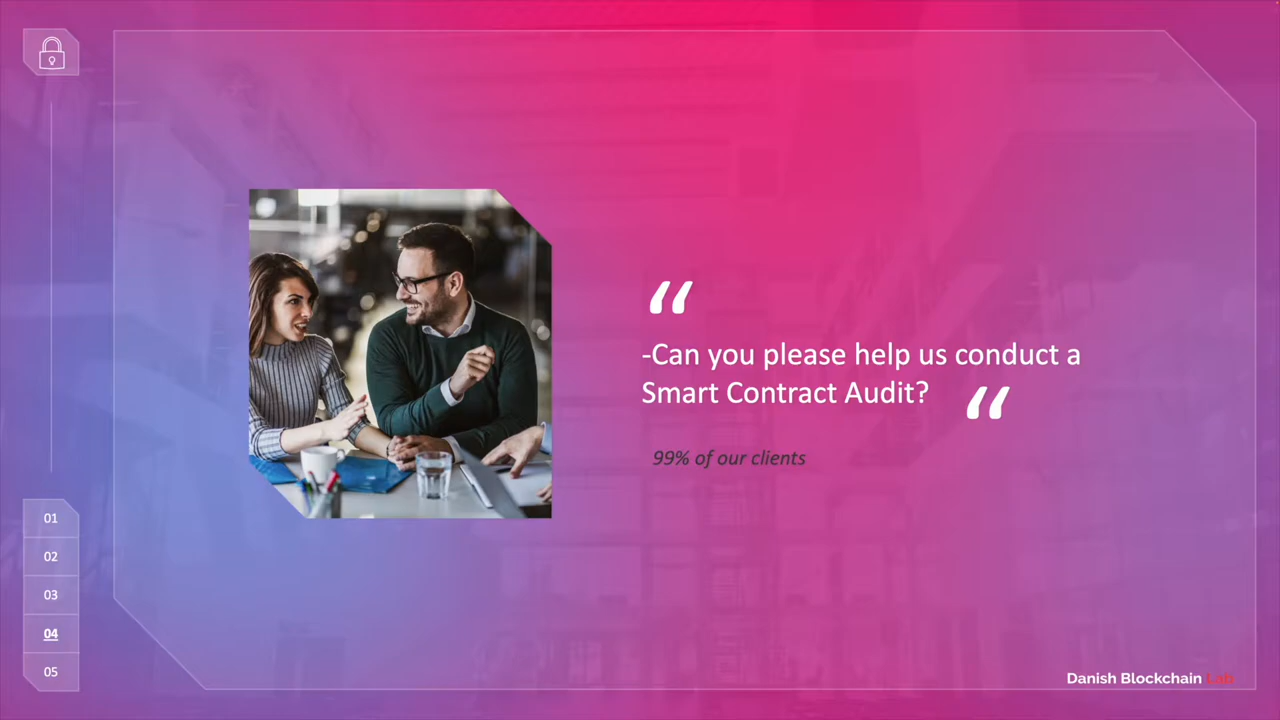 “
-Can you please help us conduct a
Smart Contract Audit?
“
99% of our clients
01
02
03
04
05
Danish Blockchain Lab